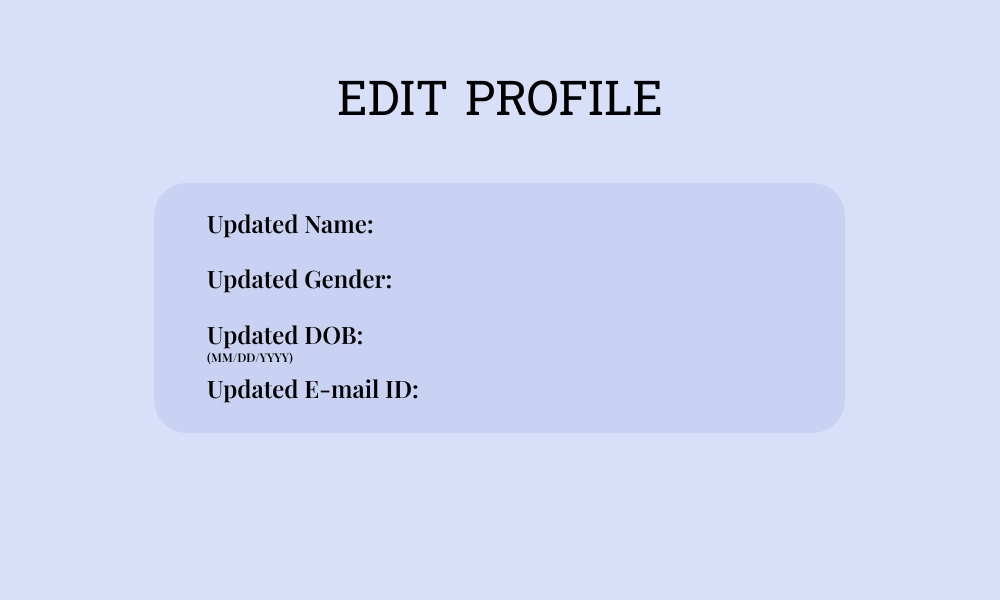 EDIT PROFILE
Updated Name:
Updated Gender:
Updated DOB:
(MM/DD/YYYY)
Updated E-mail ID: